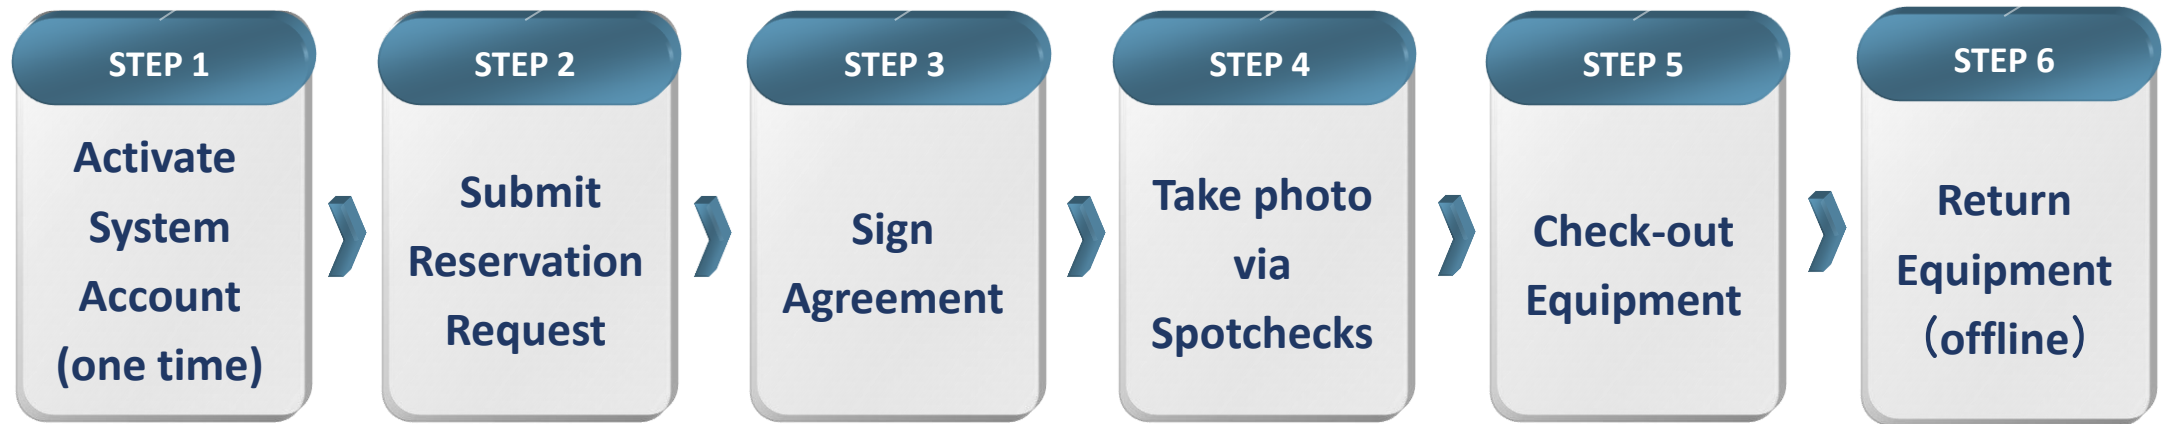 STEP 1
Activate
System
Account
(one time)
STEP 2
Submit
Reservation
Request
STEP 3
Sign
Agreement
STEP 4
Take photo
via
Spotchecks
STEP 5
Check-out
Equipment
STEP 6
Return
Equipment
（offline）